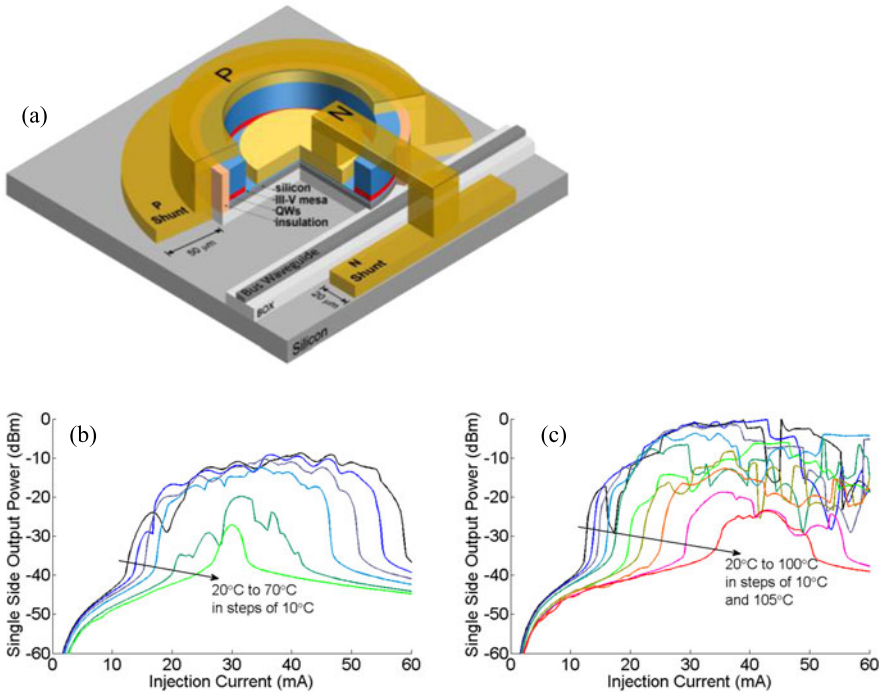 (a)
P
N
silicon
III-V mesa
QWs
insulation
P
Shunt
50 μm
Bus Waveguide
BOX
N
Shunt
20 μm
Silicon
(b)
Single Side Output Power (dBm)
0
-10
-20
-30
-40
-50
-60
20°C to 70°C
in steps of 10°C
0 10 20 30 40 50 60
Injection Current (mA)
(c)
Single Side Output Power (dBm)
0
-10
-20
-30
-40
-50
-60
20°C to 100°C
in steps of 10°C
and 105°C
0 10 20 30 40 50 60
Injection Current (mA)